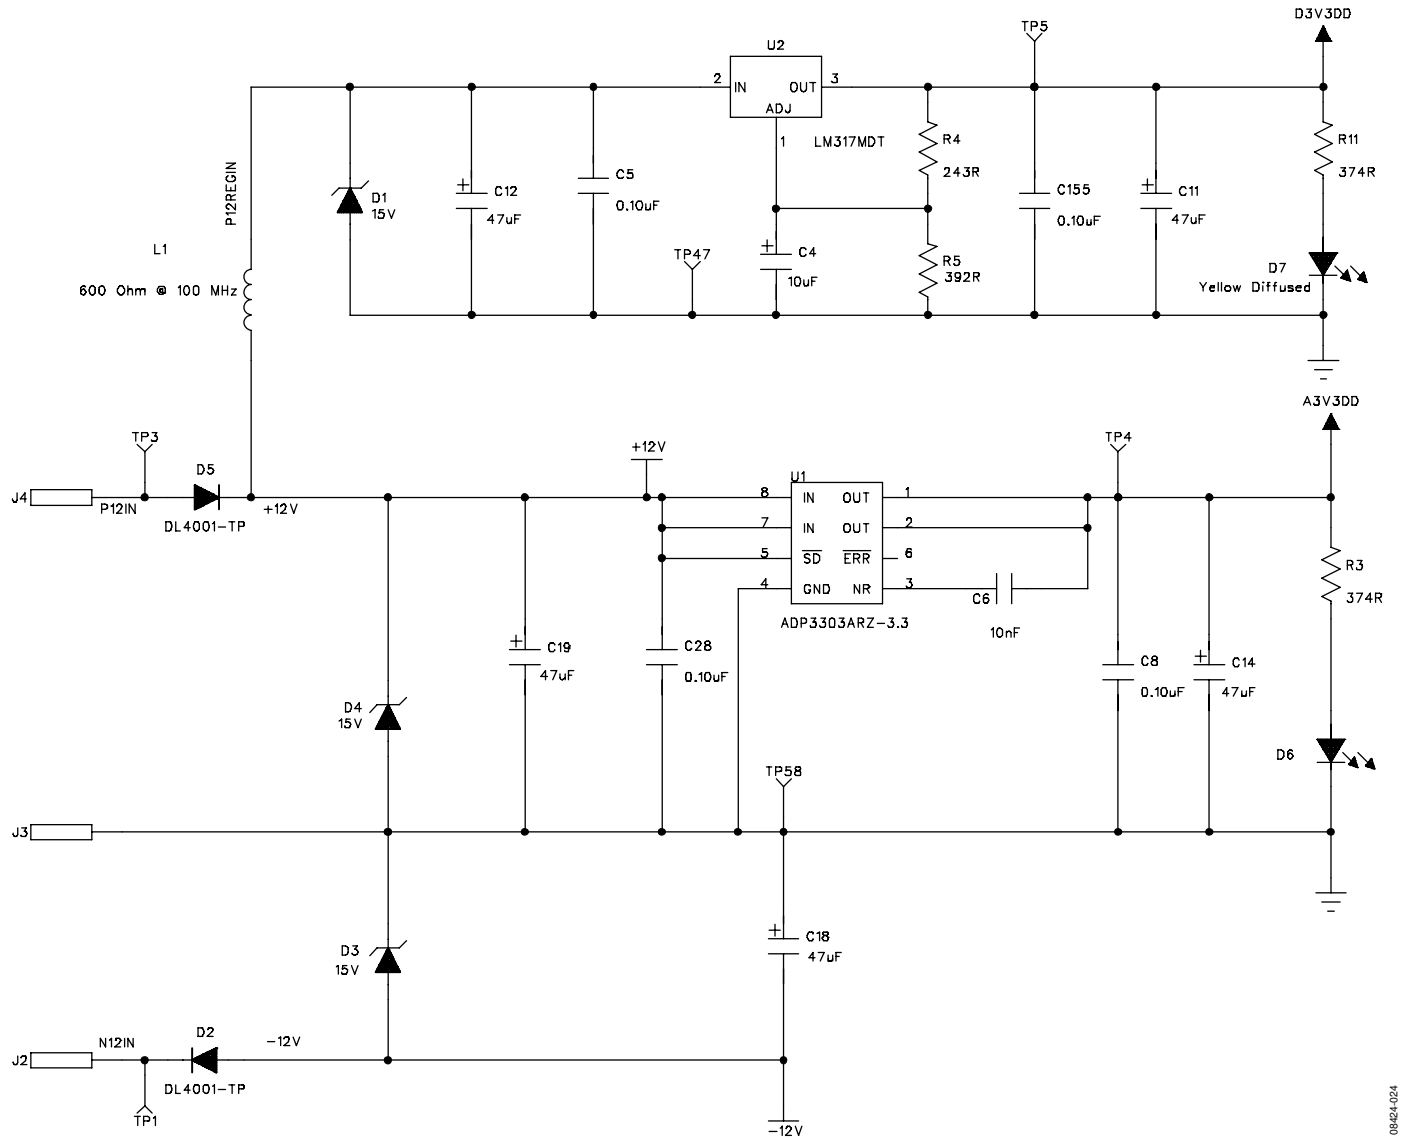 D3V3DD
TP5
U2
2 IN OUT 3
ADJ
1
LM317MDT
R4
243R
R11
374R
P12REGIN
D1
15V
C12
47uF
C5
0.10uF
C155
0.10uF
C11
47uF
L1
600 Ohm @ 100 MHz
TP47
C4
10uF
R5
392R
D7
Yellow Diffused
A3V3DD
TP3
+12V
TP4
J4
P12IN
D5
DL4001-TP
+12V
U1
8 IN OUT 1
7 IN OUT 2
5 SD ERR 6
4 GND NR 3
ADP3303ARZ-3.3
C6
10nF
R3
374R
C19
47uF
C28
0.10uF
C8
0.10uF
C14
47uF
D4
15V
D6
TP58
J3
D3
15V
C18
47uF
J2
N12IN
D2
DL4001-TP
-12V
TP1
-12V
08424-024